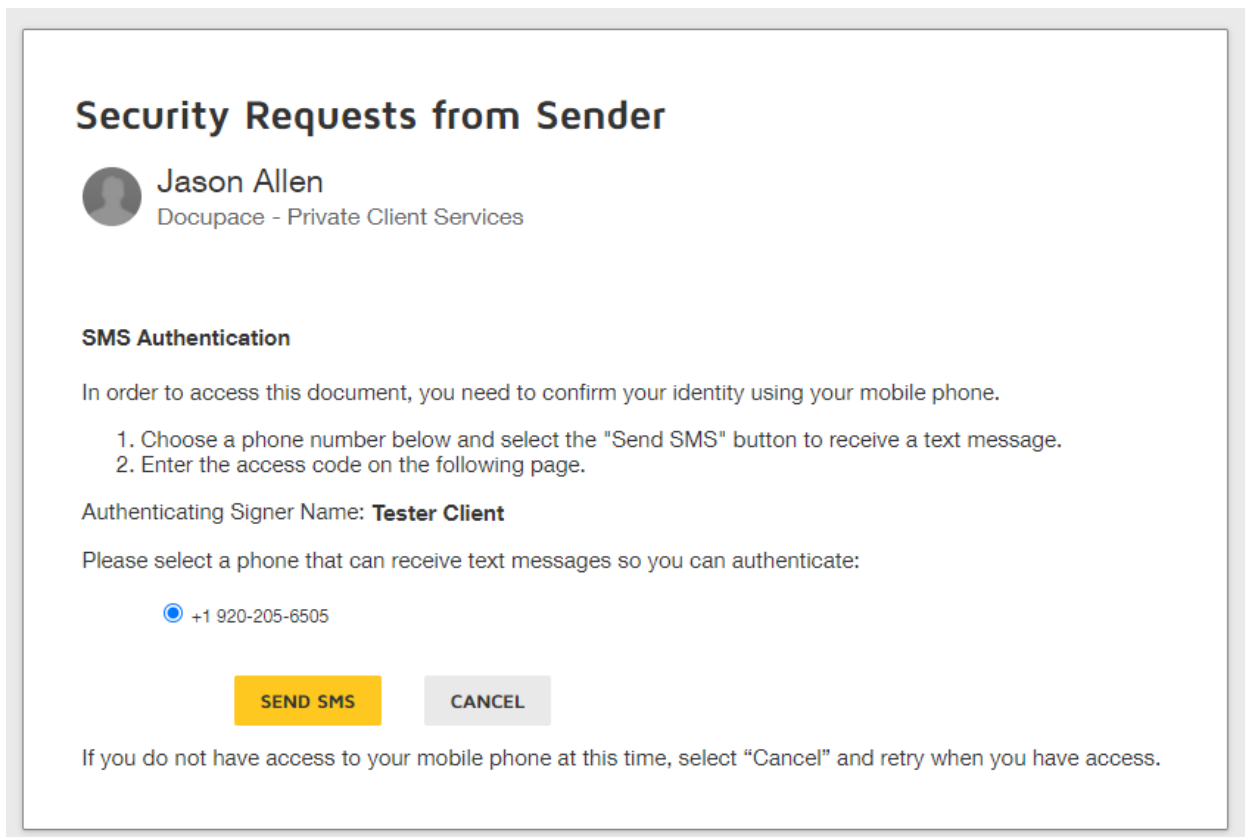 Security Requests from Sender
Jason Allen
Docupace - Private Client Services
SMS Authentication
In order to access this document, you need to confirm your identity using your mobile phone.
1. Choose a phone number below and select the "Send SMS" button to receive a text message.
2. Enter the access code on the following page.
Authenticating Signer Name: Tester Client
Please select a phone that can receive text messages so you can authenticate:
+1 920-205-6505
SEND SMS CANCEL
If you do not have access to your mobile phone at this time, select “Cancel” and retry when you have access.